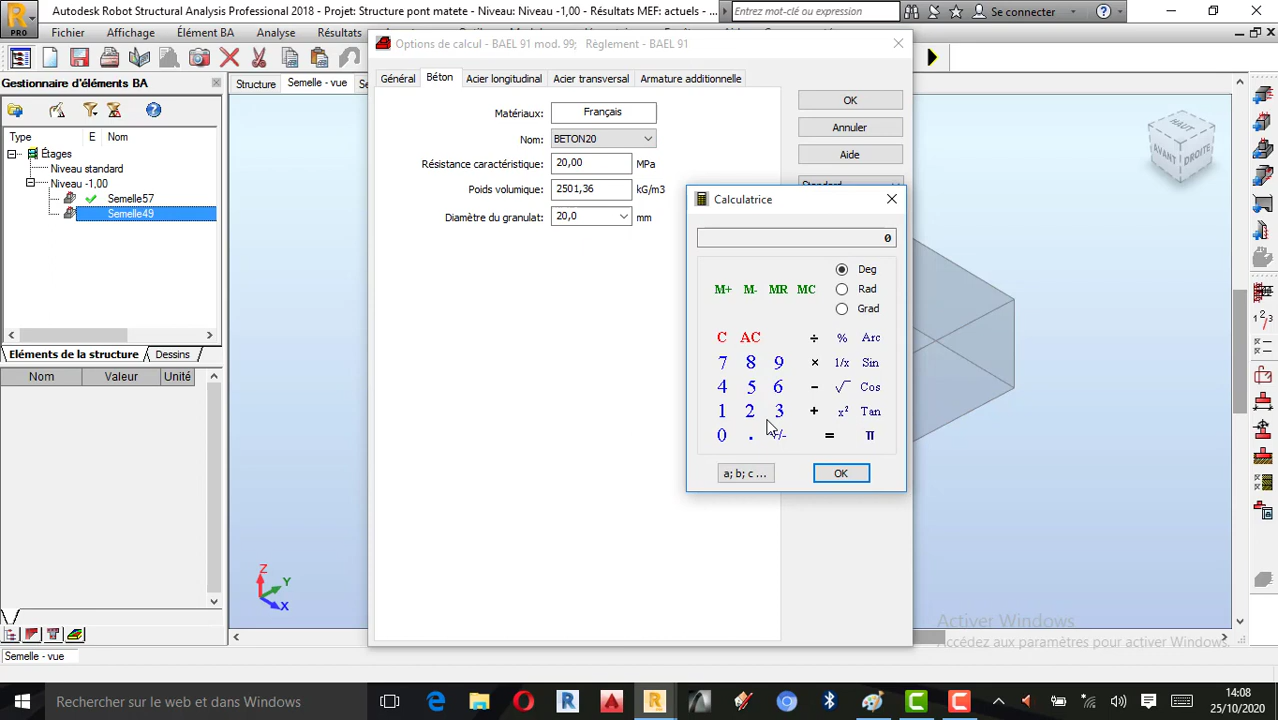 Autodesk Robot Structural Analysis Professional 2018 - Projet: Structure pont matete - Niveau: Niveau -1,00 - Résultats MEF: actuels - ...
Entrez mot-clé ou expression
Se connecter
PRO
Fichier Affichage Élément BA Analyse Résultats
Gestionnaire d'éléments BA
Type E Nom
Étages
Niveau standard
Niveau -1,00
Semelle57
Semelle49
Eléments de la structure Dessins
Nom Valeur Unité
Structure Semelle - vue
Options de calcul - BAEL 91 mod. 99; Règlement - BAEL 91
Général Béton Acier longitudinal Acier transversal Armature additionnelle
Matériaux: Français
Nom: BETON20
Résistance caractéristique: 20,00 MPa
Poids volumique: 2501,36 kG/m3
Diamètre du granulat: 20,0 mm
OK
Annuler
Aide
Standard
Calculatrice
0
Deg
M+ M- MR MC Rad
Grad
C AC ÷ % Arc
7 8 9 × 1/x Sin
4 5 6 - √ Cos
1 2 3 + x² Tan
0 . +/- = π
a; b; c ... OK
HAUT
AVANT DROITE
Z
Y
X
Activer Windows
Accédez aux paramètres pour activer Windows.
Semelle - vue
Rechercher sur le web et dans Windows
14:08
25/10/2020